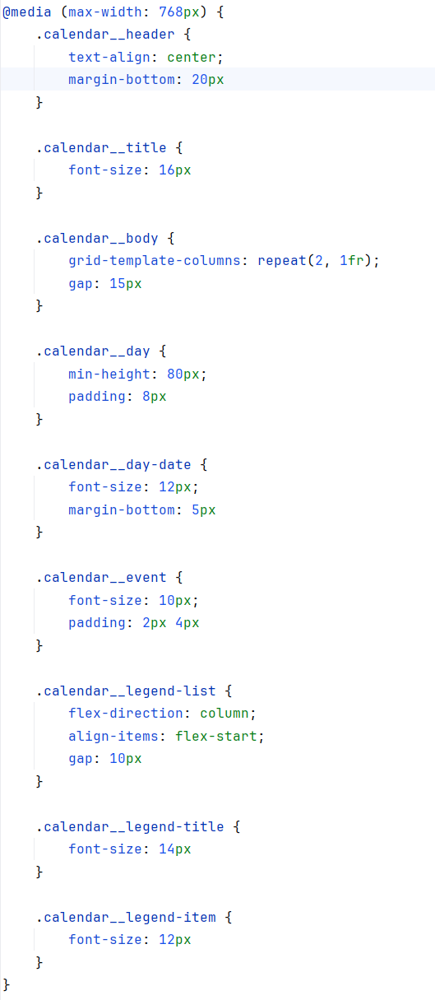 @media (max-width: 768px) {
    .calendar__header {
        text-align: center;
        margin-bottom: 20px
    }

    .calendar__title {
        font-size: 16px
    }

    .calendar__body {
        grid-template-columns: repeat(2, 1fr);
        gap: 15px
    }

    .calendar__day {
        min-height: 80px;
        padding: 8px
    }

    .calendar__day-date {
        font-size: 12px;
        margin-bottom: 5px
    }

    .calendar__event {
        font-size: 10px;
        padding: 2px 4px
    }

    .calendar__legend-list {
        flex-direction: column;
        align-items: flex-start;
        gap: 10px
    }

    .calendar__legend-title {
        font-size: 14px
    }

    .calendar__legend-item {
        font-size: 12px
    }
}